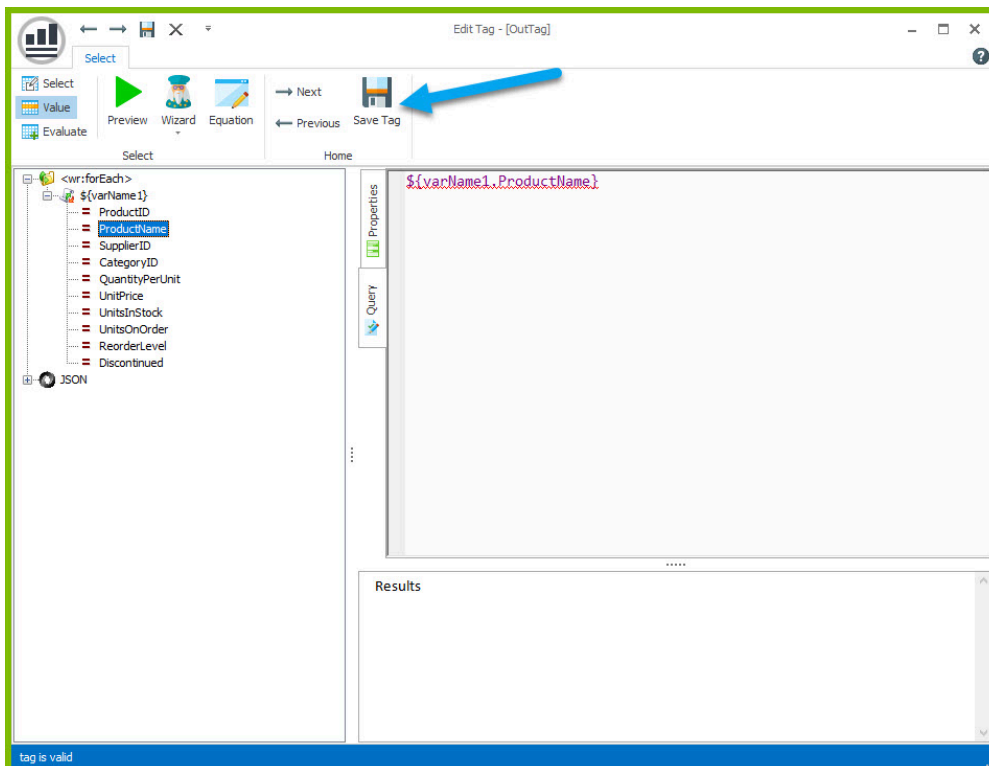 Edit Tag - [OutTag]
Select
Select
Value
Evaluate
Preview
Wizard
Equation
Next
Previous
Save Tag
Select
Home
<wr:forEach>
${varName1}
ProductID
ProductName
SupplierID
CategoryID
QuantityPerUnit
UnitPrice
UnitsInStock
UnitsOnOrder
ReorderLevel
Discontinued
JSON
Properties
Query
${varName1.ProductName}
Results
tag is valid